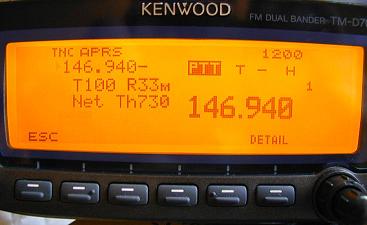 KENWOOD
FM DUAL BANDER TM-D7
TNC APRS 1200
146.940- PTT T - H
T100 R33M 1
Net Th730 146.940
ESC DETAIL